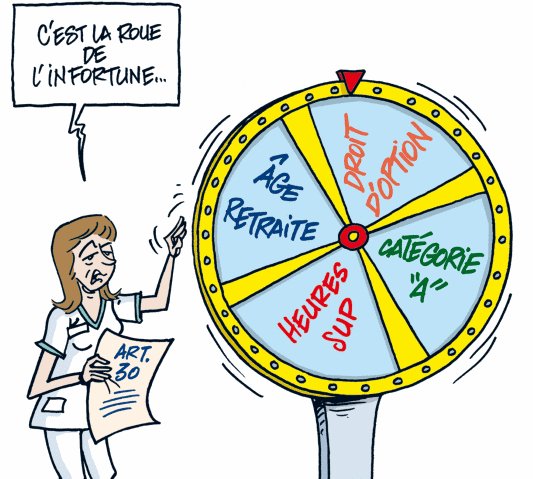 C'EST LA ROUE
DE
L'INFORTUNE...
ÂGE
RETRAITE
DROIT
D'OPTION
CATÉGORIE
"A"
HEURES
SUP
ART.
30